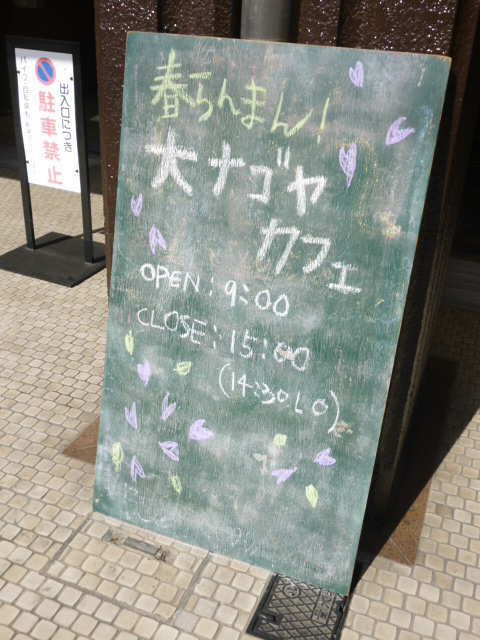 春らんまん!
大ナゴヤ
カフェ
OPEN: 9:00
CLOSE: 15:00
(14:30.LO)
出入口につき
駐車禁止